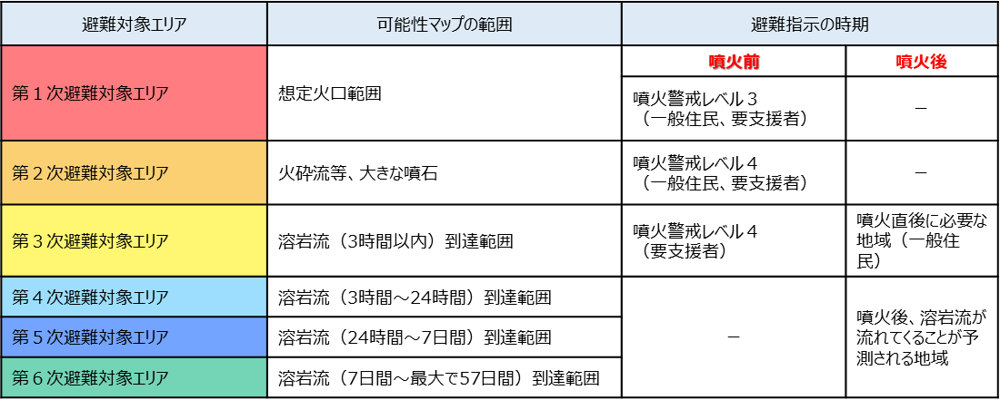 避難対象エリア
可能性マップの範囲
避難指示の時期
噴火前
噴火後
第１次避難対象エリア
想定火口範囲
噴火警戒レベル３
（一般住民、要支援者）
－
第２次避難対象エリア
火砕流等、大きな噴石
噴火警戒レベル４
（一般住民、要支援者）
－
第３次避難対象エリア
溶岩流（3時間以内）到達範囲
噴火警戒レベル４
（要支援者）
噴火直後に必要な
地域（一般住
民）
第４次避難対象エリア
溶岩流（3時間～24時間）到達範囲
第５次避難対象エリア
溶岩流（24時間～7日間）到達範囲
第６次避難対象エリア
溶岩流（7日間～最大で57日間）到達範囲
－
噴火後、溶岩流が
流れてくることが予
測される地域